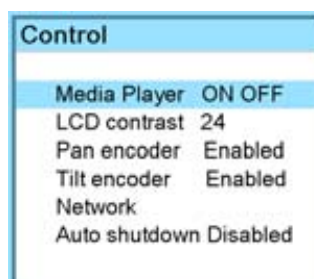 Control
Media Player ON OFF
LCD contrast 24
Pan encoder Enabled
Tilt encoder Enabled
Network
Auto shutdown Disabled